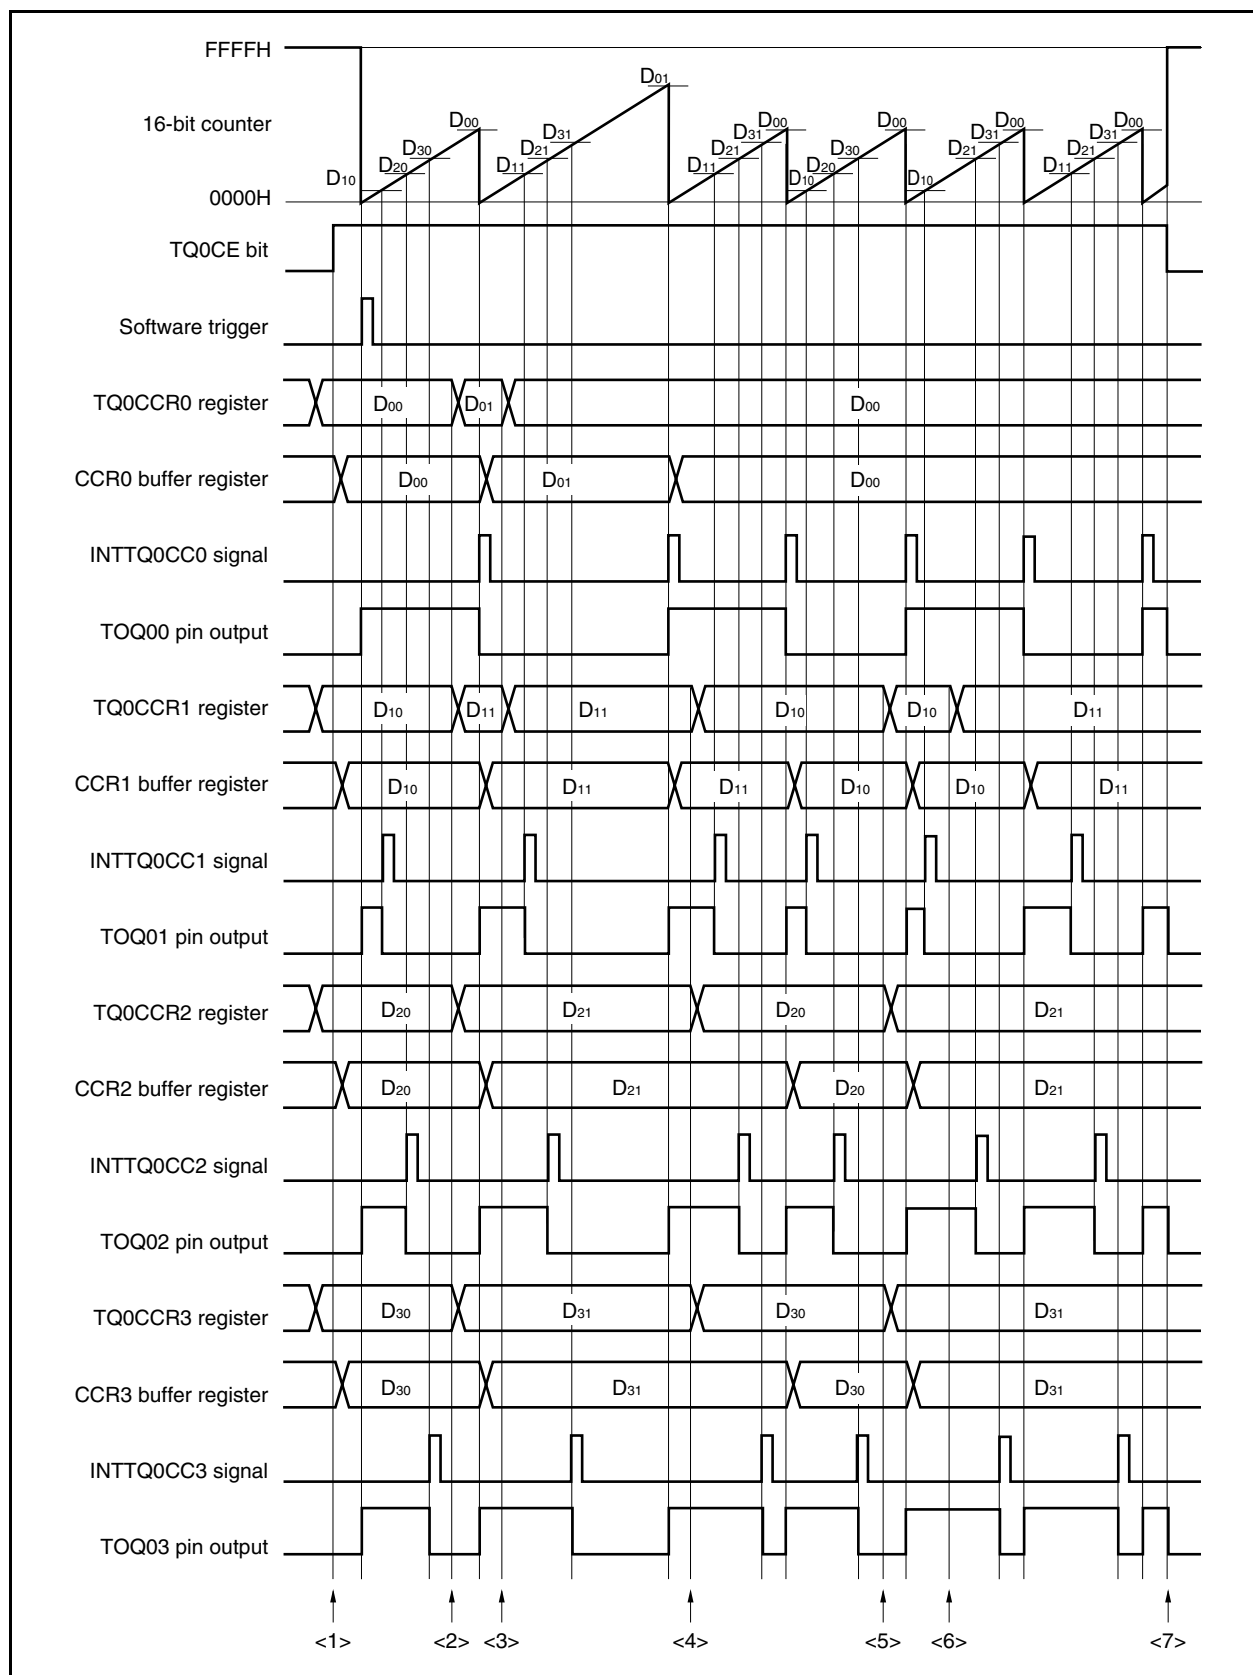 FFFFH
D01
16-bit counter
D00 D00 D00 D00 D00
D31 D31 D31 D31
D30 D21 D21 D30 D21 D21
D20 D11 D11 D20 D11
D10 D10 D10
0000H
TQ0CE bit
Software trigger
TQ0CCR0 register D00 D01 D00
CCR0 buffer register D00 D01 D00
INTTQ0CC0 signal
TOQ00 pin output
TQ0CCR1 register D10 D11 D11 D10 D10 D11
CCR1 buffer register D10 D11 D11 D10 D10 D11
INTTQ0CC1 signal
TOQ01 pin output
TQ0CCR2 register D20 D21 D20 D21
CCR2 buffer register D20 D21 D20 D21
INTTQ0CC2 signal
TOQ02 pin output
TQ0CCR3 register D30 D31 D30 D31
CCR3 buffer register D30 D31 D30 D31
INTTQ0CC3 signal
TOQ03 pin output
<1> <2> <3> <4> <5> <6> <7>